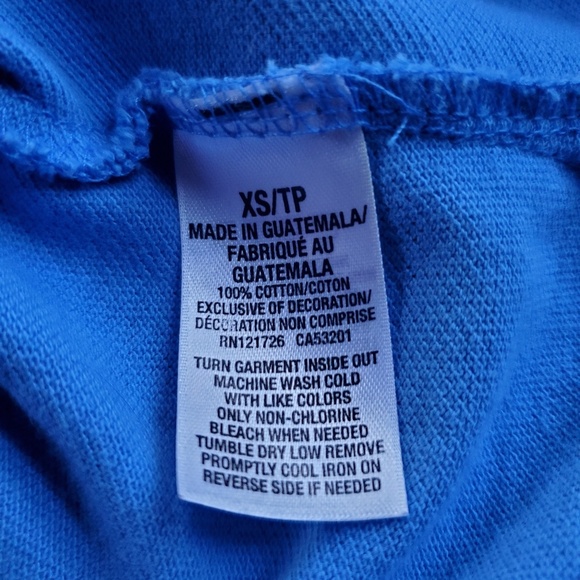 XS/TP
MADE IN GUATEMALA/
FABRIQUÉ AU
GUATEMALA
100% COTTON/COTON
EXCLUSIVE OF DECORATION/
DÉCORATION NON COMPRISE
RN121726 CA53201
TURN GARMENT INSIDE OUT
MACHINE WASH COLD
WITH LIKE COLORS
ONLY NON-CHLORINE
BLEACH WHEN NEEDED
TUMBLE DRY LOW REMOVE
PROMPTLY COOL IRON ON
REVERSE SIDE IF NEEDED